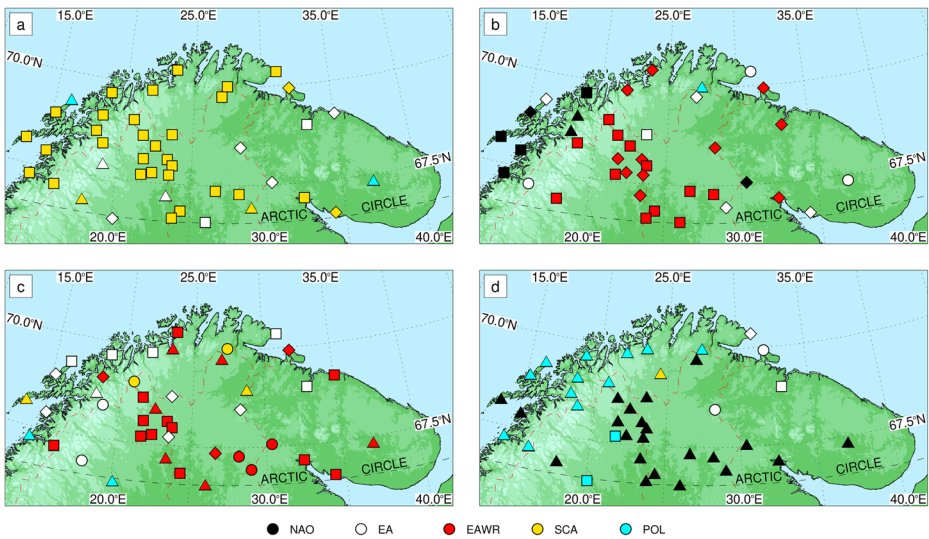 a
15.0°E 25.0°E 35.0°E
70.0°N
67.5°N
ARCTIC CIRCLE
20.0°E 30.0°E 40.0°E
b
15.0°E 25.0°E 35.0°E
70.0°N
67.5°N
ARCTIC CIRCLE
20.0°E 30.0°E 40.0°E
c
15.0°E 25.0°E 35.0°E
70.0°N
67.5°N
ARCTIC CIRCLE
20.0°E 30.0°E 40.0°E
d
15.0°E 25.0°E 35.0°E
70.0°N
67.5°N
ARCTIC CIRCLE
20.0°E 30.0°E 40.0°E
NAO EA EAWR SCA POL